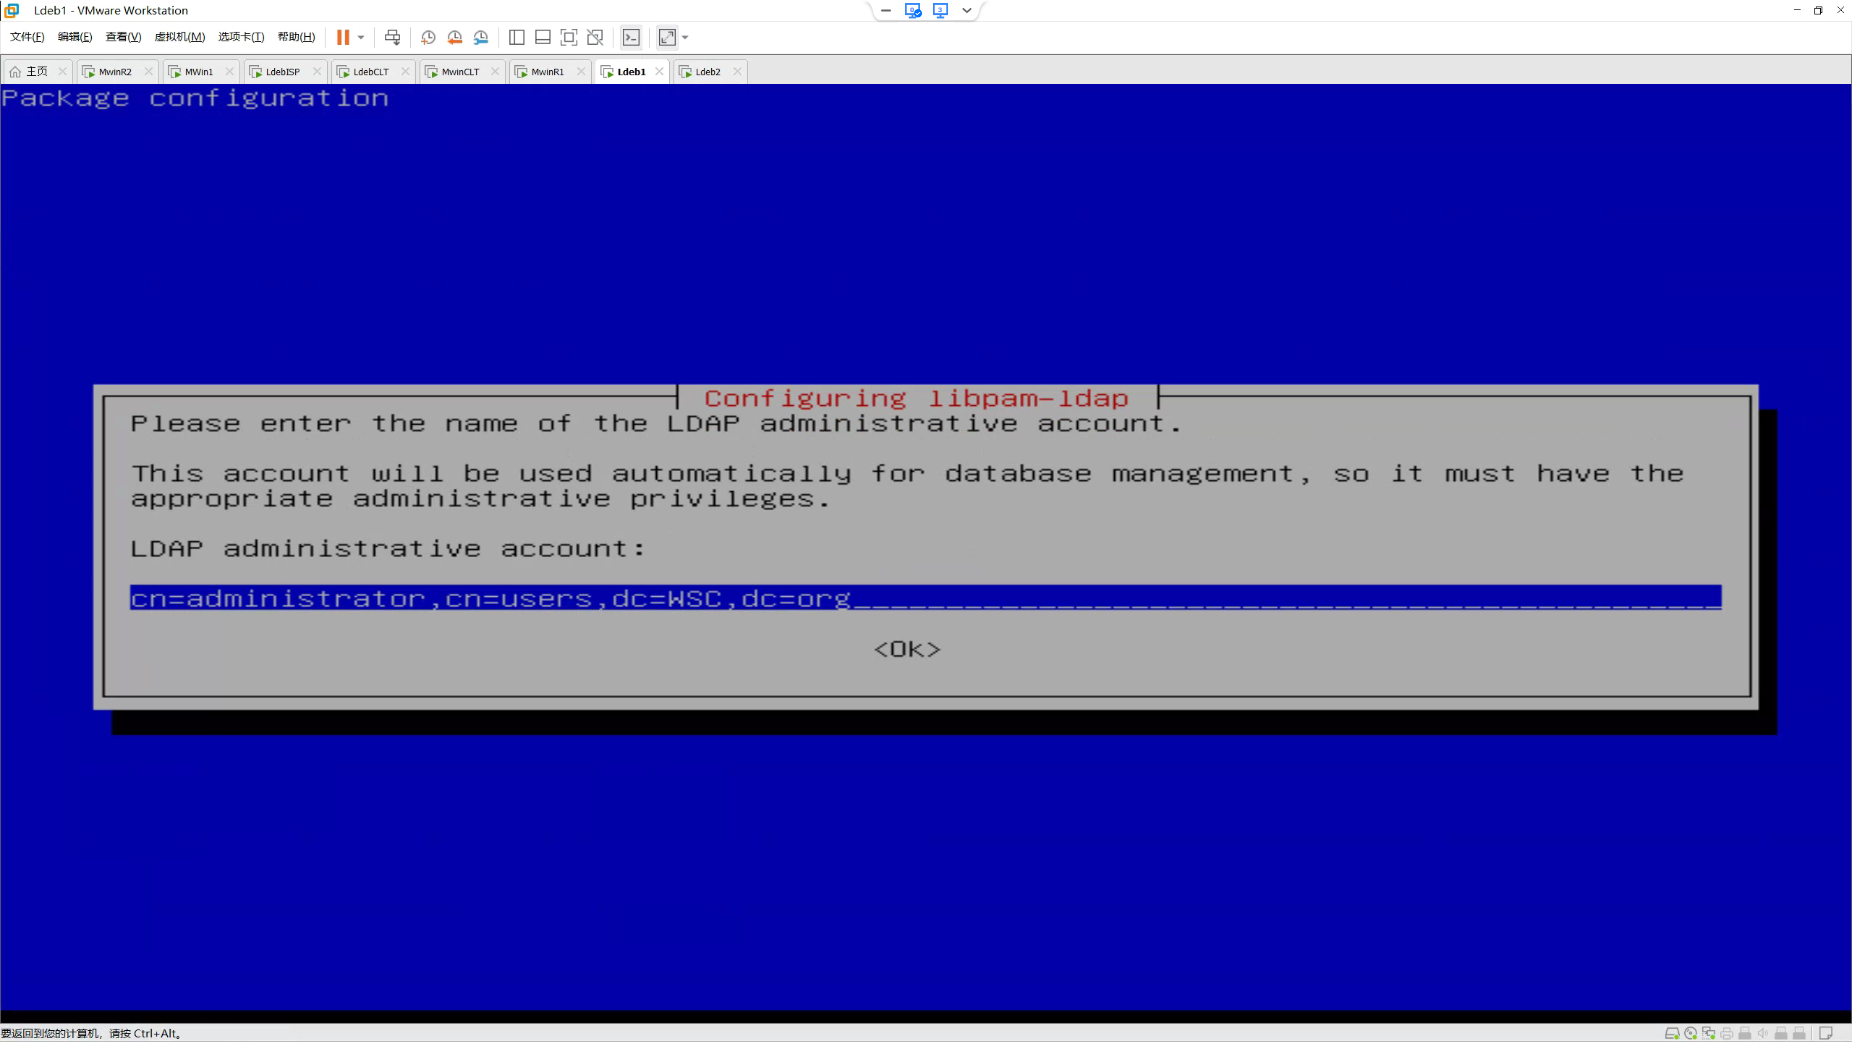 Ldeb1 - VMware Workstation
文件(F) 编辑(E) 查看(V) 虚拟机(M) 选项卡(T) 帮助(H)
主页 MwinR2 MWin1 LdebISP LdebCLT MwinCLT MwinR1 Ldeb1 Ldeb2
Package configuration
Configuring libpam-ldap
Please enter the name of the LDAP administrative account.
This account will be used automatically for database management, so it must have the
appropriate administrative privileges.
LDAP administrative account:
cn=administrator,cn=users,dc=WSC,dc=org
<Ok>
要返回到您的计算机，请按 Ctrl+Alt。